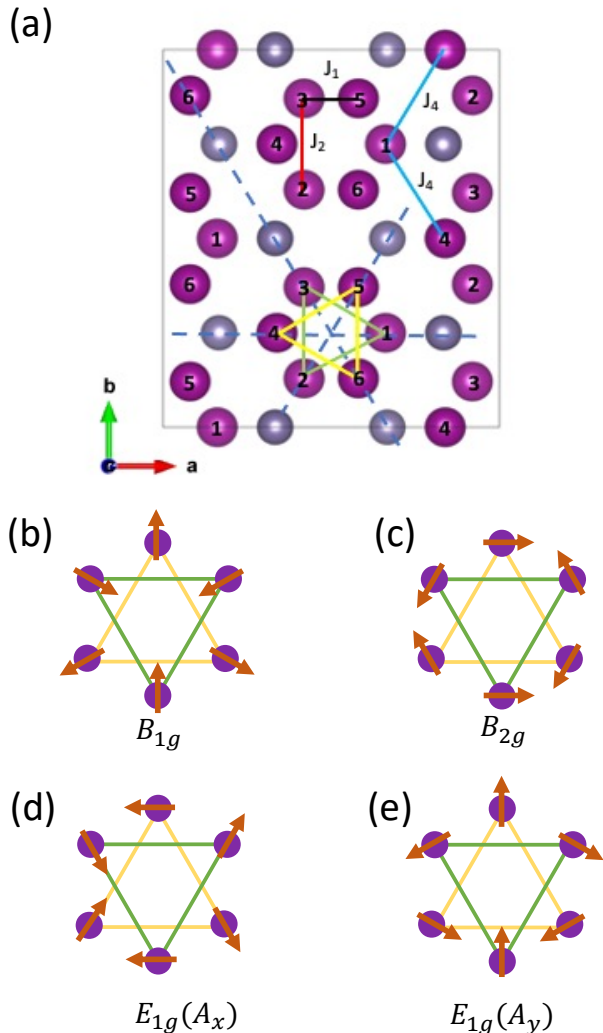 (a)
6 3 J₁ 5 2
J₄
4 J₂ 1
5 2 6 3
J₄
1 4
6 3 5 2
4 1
5 2 6 3
1 4
b
a
(b) (c)
B₁g B₂g
(d) (e)
E₁g(Aₓ) E₁g(A_y)